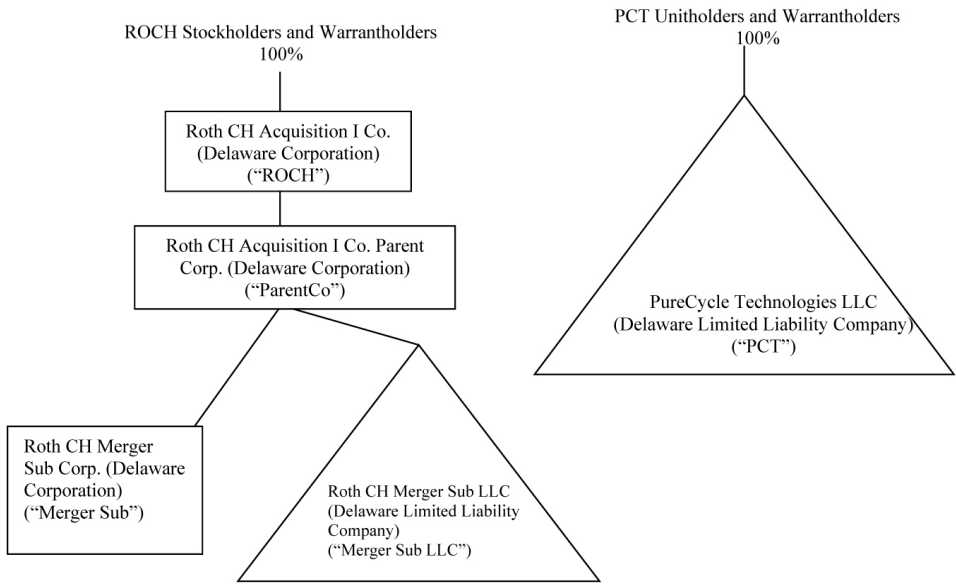 ROCH Stockholders and Warrantholders
100%
Roth CH Acquisition I Co.
(Delaware Corporation)
(“ROCH”)
Roth CH Acquisition I Co. Parent
Corp. (Delaware Corporation)
(“ParentCo”)
Roth CH Merger
Sub Corp. (Delaware
Corporation)
(“Merger Sub”)
Roth CH Merger Sub LLC
(Delaware Limited Liability
Company)
(“Merger Sub LLC”)
PCT Unitholders and Warrantholders
100%
PureCycle Technologies LLC
(Delaware Limited Liability Company)
(“PCT”)